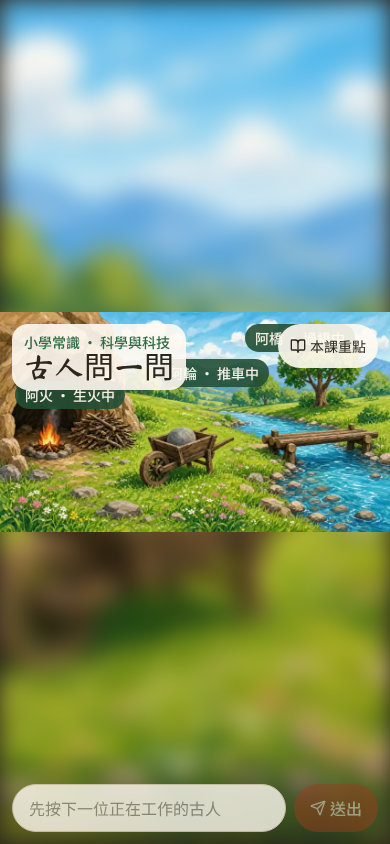 小學常識・科學與科技
古人問一問
阿橋
本課重點
輪・推車中
阿火・生火中
先按下一位正在工作的古人
送出